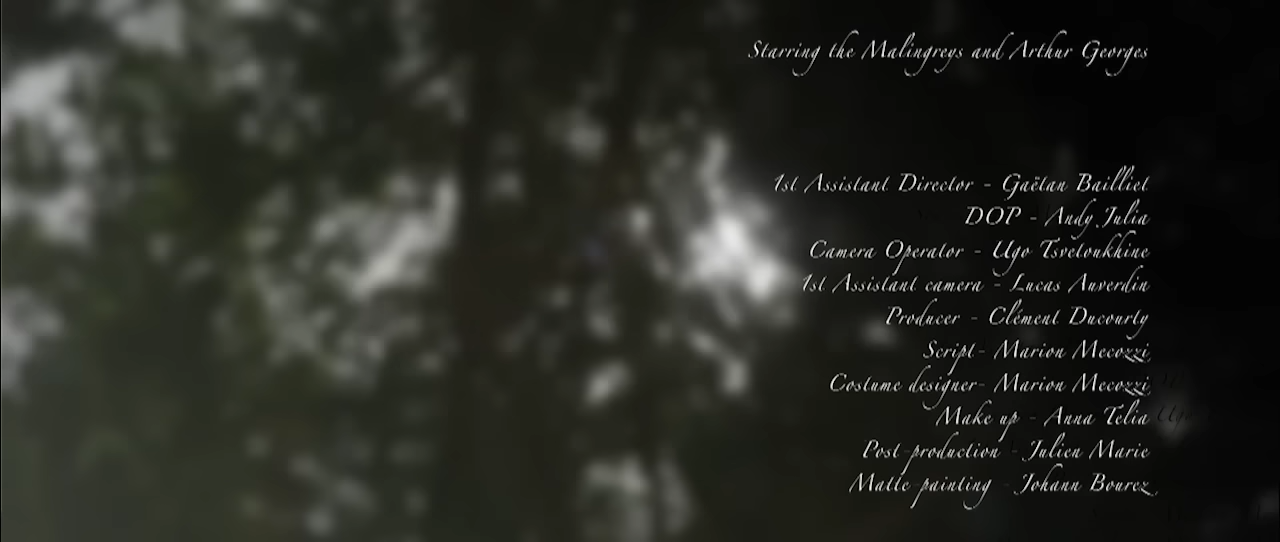 Starring the Malingreys and Arthur Georges
1st Assistant Director - Gaëtan Bailliet
DOP - Andy Julia
Camera Operator - Ugo Tsvetoukhine
1st Assistant camera - Lucas Auverdin
Producer - Clément Ducourty
Script- Marion Mecozzi
Costume designer- Marion Mecozzi
Make up - Anna Telia
Post-production - Julien Marie
Matte-painting - Johann Bourez